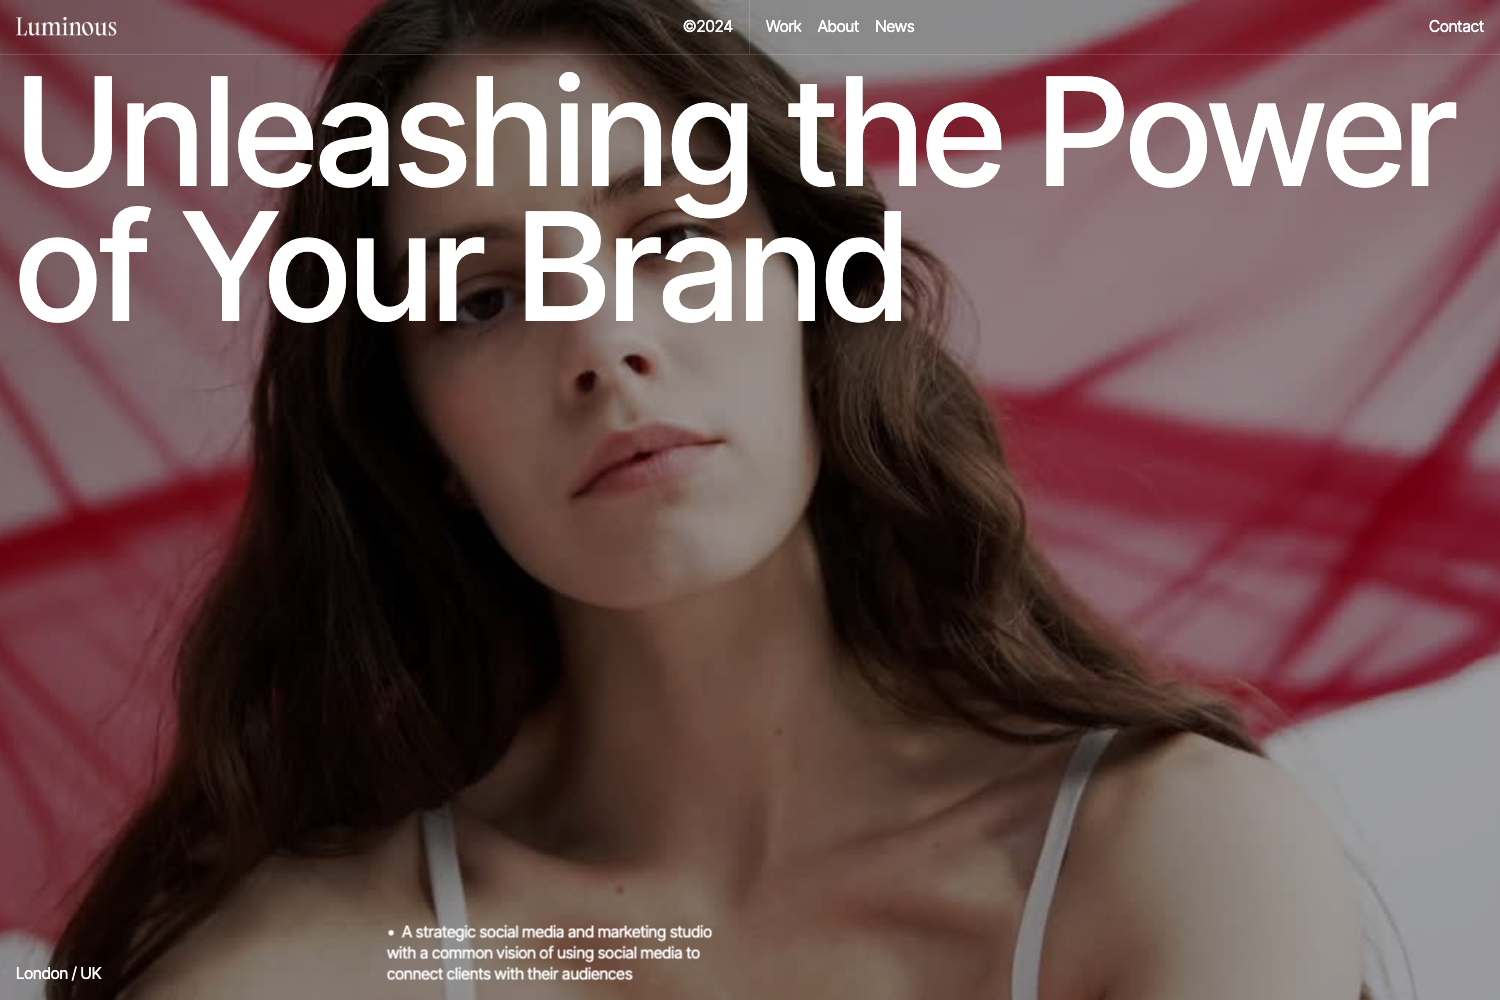 Luminous
©2024
Work About News
Contact
Unleashing the Power
of Your Brand
• A strategic social media and marketing studio
with a common vision of using social media to
connect clients with their audiences
London / UK